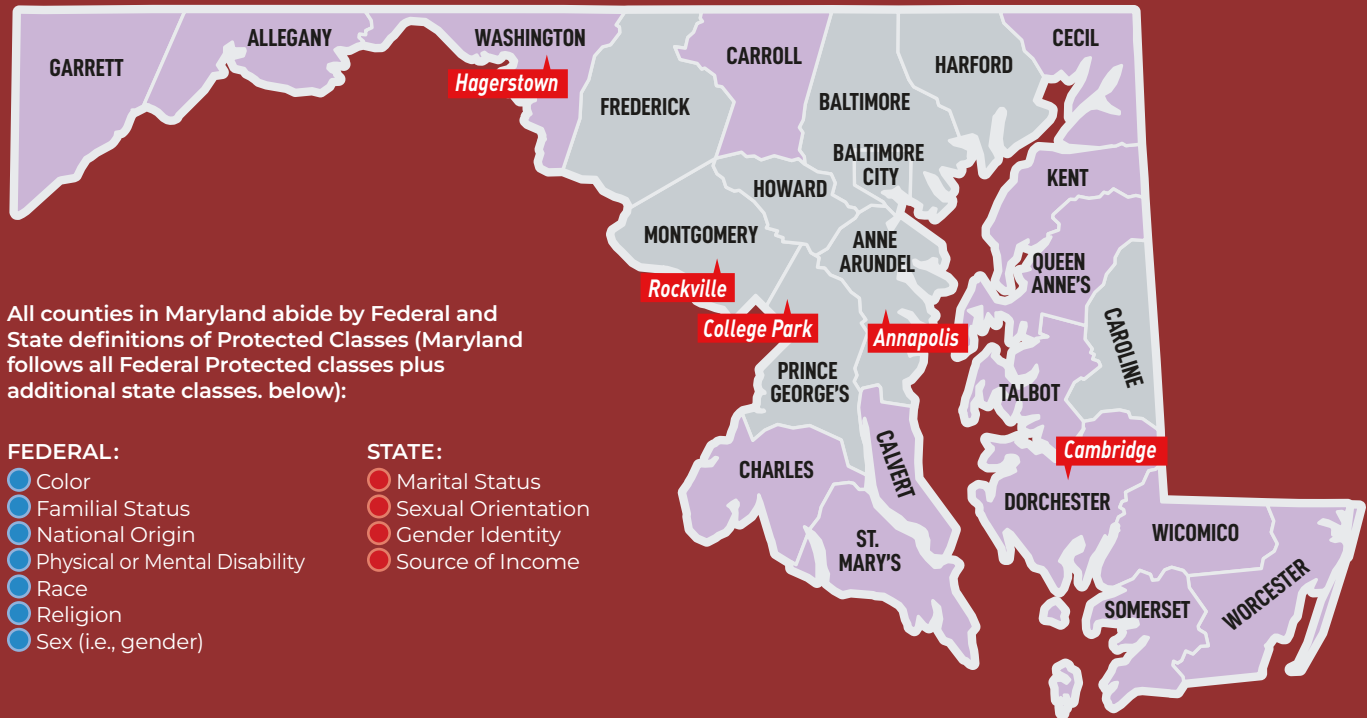 GARRETT
ALLEGANY
WASHINGTON
Hagerstown
FREDERICK
CARROLL
BALTIMORE
HARFORD
CECIL
BALTIMORE
CITY
HOWARD
KENT
MONTGOMERY
ANNE
ARUNDEL
QUEEN
ANNE'S
Rockville
College Park
Annapolis
CAROLINE
PRINCE
GEORGE'S
TALBOT
CALVERT
Cambridge
CHARLES
DORCHESTER
WICOMICO
ST.
MARY'S
SOMERSET
WORCESTER
All counties in Maryland abide by Federal and
State definitions of Protected Classes (Maryland
follows all Federal Protected classes plus
additional state classes. below):
FEDERAL:
Color
Familial Status
National Origin
Physical or Mental Disability
Race
Religion
Sex (i.e., gender)
STATE:
Marital Status
Sexual Orientation
Gender Identity
Source of Income